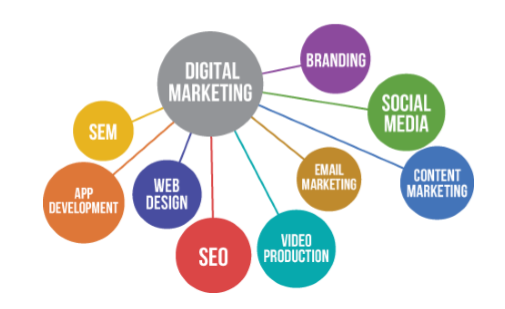 DIGITAL
MARKETING
BRANDING
SOCIAL
MEDIA
CONTENT
MARKETING
EMAIL
MARKETING
VIDEO
PRODUCTION
SEO
WEB
DESIGN
APP
DEVELOPMENT
SEM